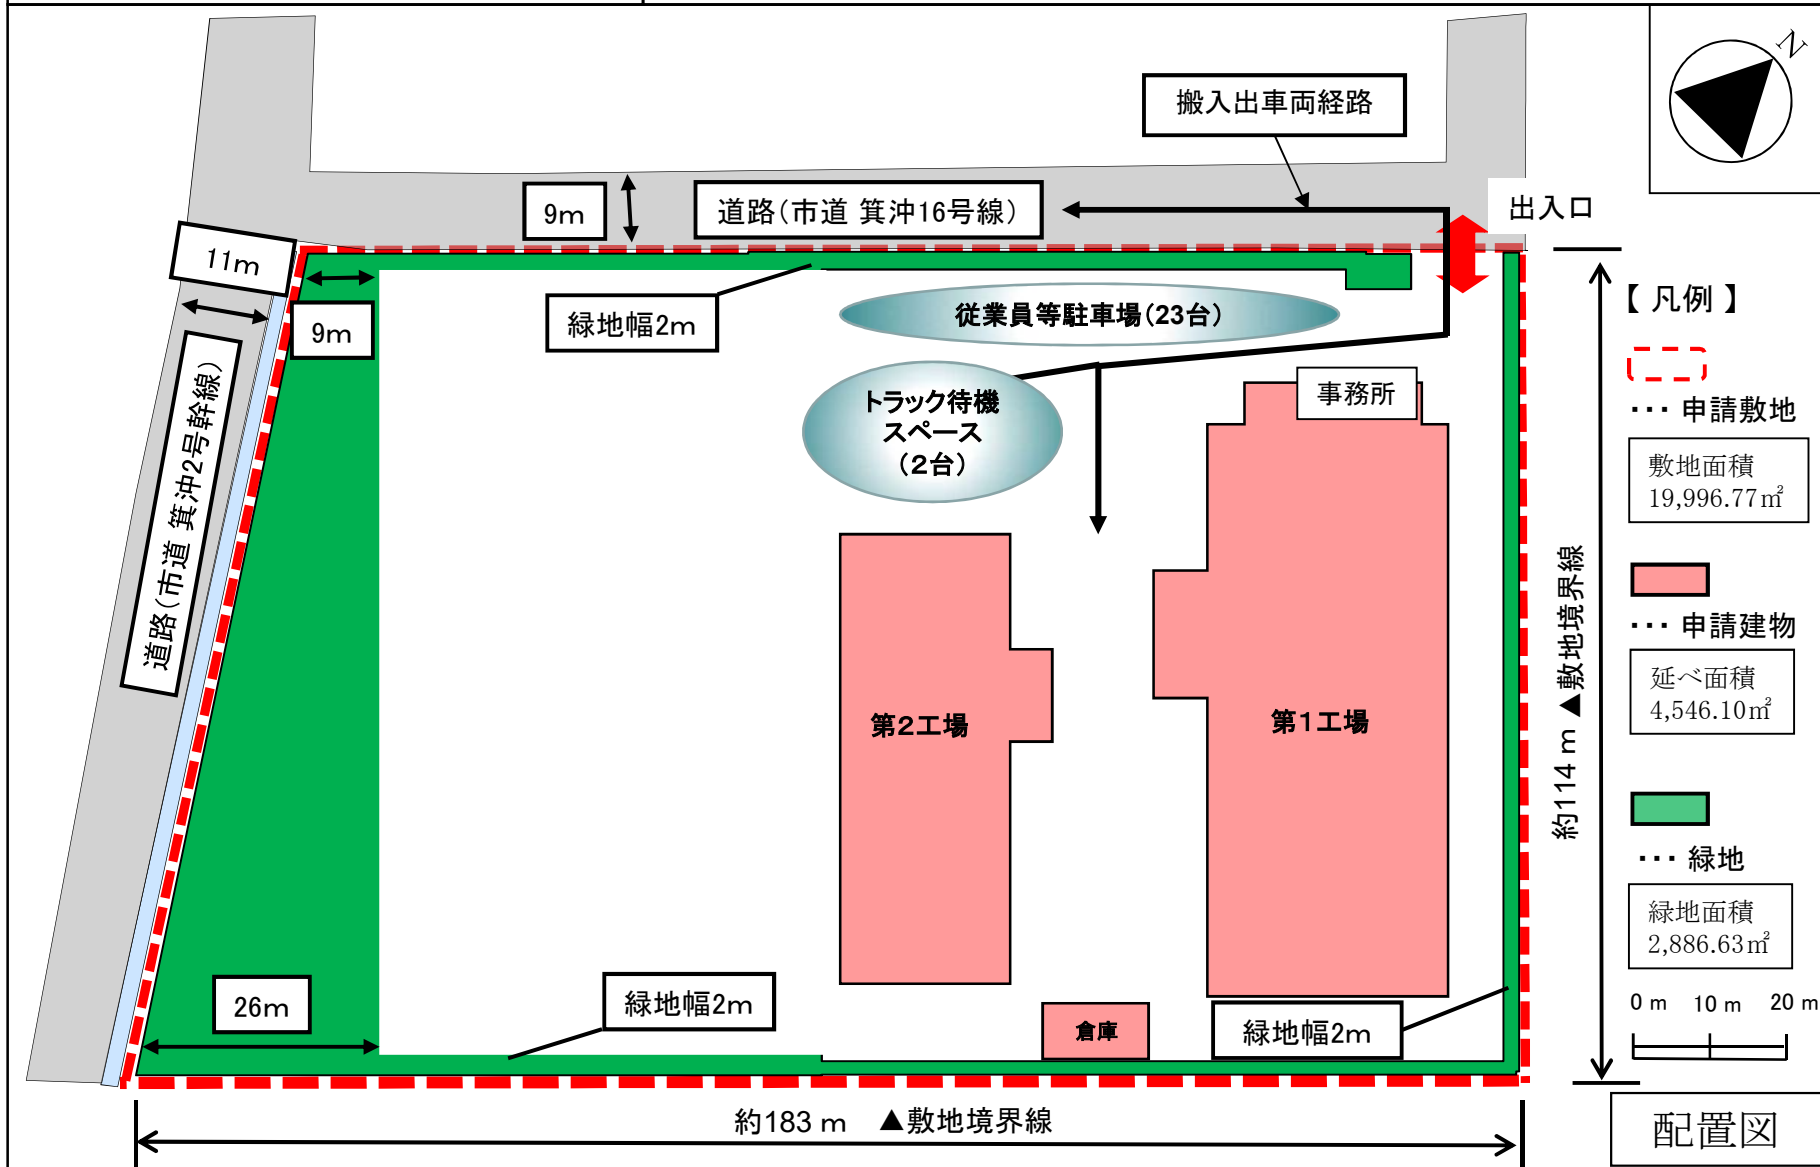 N
搬入出車両経路
9m
道路(市道 箕沖16号線)
出入口
11m
9m
緑地幅2m
従業員等駐車場(23台)
【 凡例 】
道路(市道 箕沖2号幹線)
トラック待機
スペース
(2台)
事務所
… 申請敷地
敷地面積
19,996.77㎡
… 申請建物
延べ面積
4,546.10㎡
約114 m ▲敷地境界線
第2工場
第1工場
… 緑地
緑地面積
2,886.63㎡
26m
緑地幅2m
倉庫
緑地幅2m
0 m 10 m 20 m
約183 m ▲敷地境界線
配置図